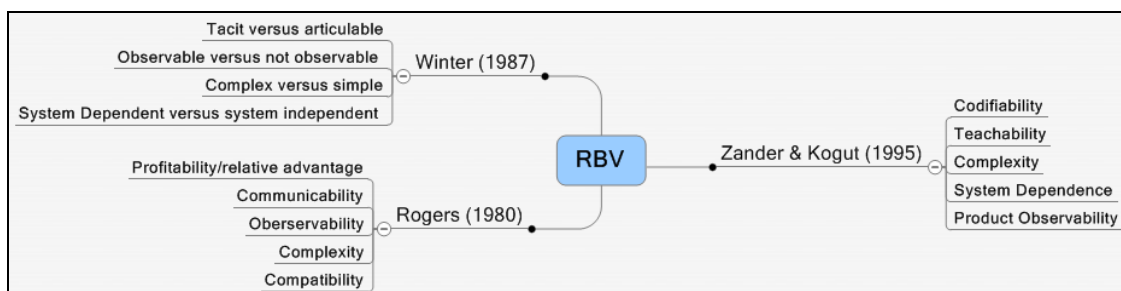 Tacit versus articulable
Observable versus not observable
Complex versus simple
System Dependent versus system independent
Winter (1987)
Profitability/relative advantage
Communicability
Oberservability
Complexity
Compatibility
Rogers (1980)
RBV
Zander & Kogut (1995)
Codifiability
Teachability
Complexity
System Dependence
Product Observability